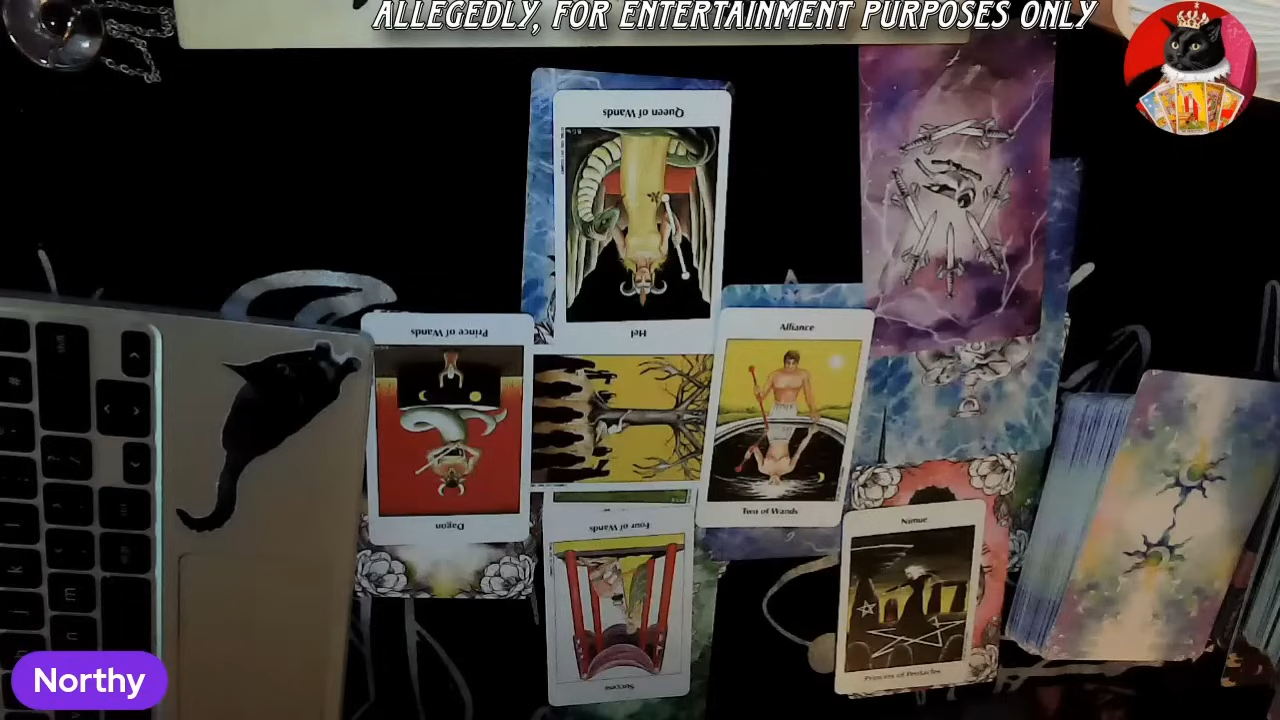 ALLEGEDLY, FOR ENTERTAINMENT PURPOSES ONLY
Queen of Wands
Hel
Prince of Wands
Dagon
Alliance
Two of Wands
Four of Wands
Success
Nimue
Princess of Pentacles
shift
k
m
n
Northy